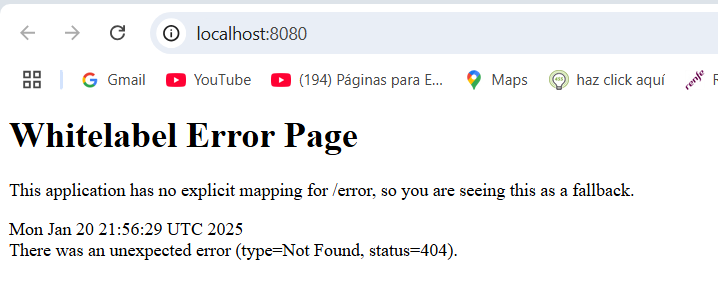 localhost:8080
Gmail YouTube (194) Páginas para E... Maps haz click aquí renfe
Whitelabel Error Page
This application has no explicit mapping for /error, so you are seeing this as a fallback.
Mon Jan 20 21:56:29 UTC 2025
There was an unexpected error (type=Not Found, status=404).